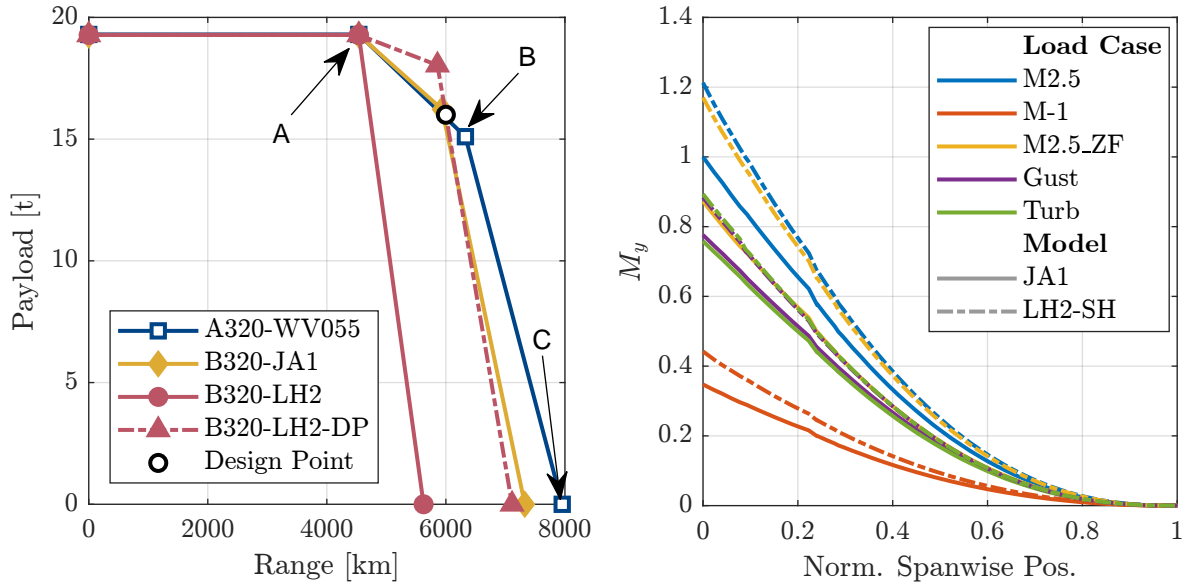 20
15
10
5
0
Payload [t]
0
2000
4000
6000
8000
Range [km]
A
B
C
A320-WV055
B320-JA1
B320-LH2
B320-LH2-DP
Design Point
1.4
1.2
1
0.8
0.6
0.4
0.2
0
M_y
0
0.2
0.4
0.6
0.8
1
Norm. Spanwise Pos.
Load Case
M2.5
M-1
M2.5_ZF
Gust
Turb
Model
JA1
LH2-SH